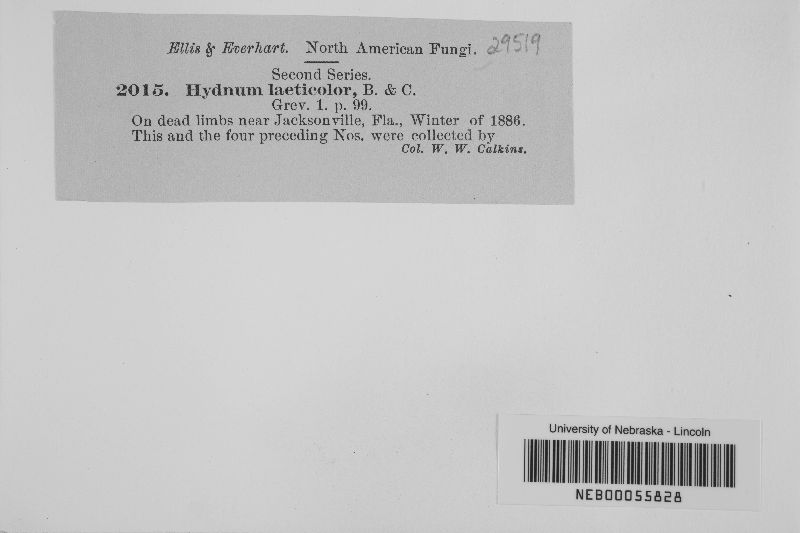 Ellis & Everhart. North American Fungi. 29519
Second Series.
2015. Hydnum laeticolor, B. & C.
Grev. 1. p. 99.
On dead limbs near Jacksonville, Fla., Winter of 1886.
This and the four preceding Nos. were collected by
Col. W. W. Calkins.
University of Nebraska - Lincoln
NEB00055828